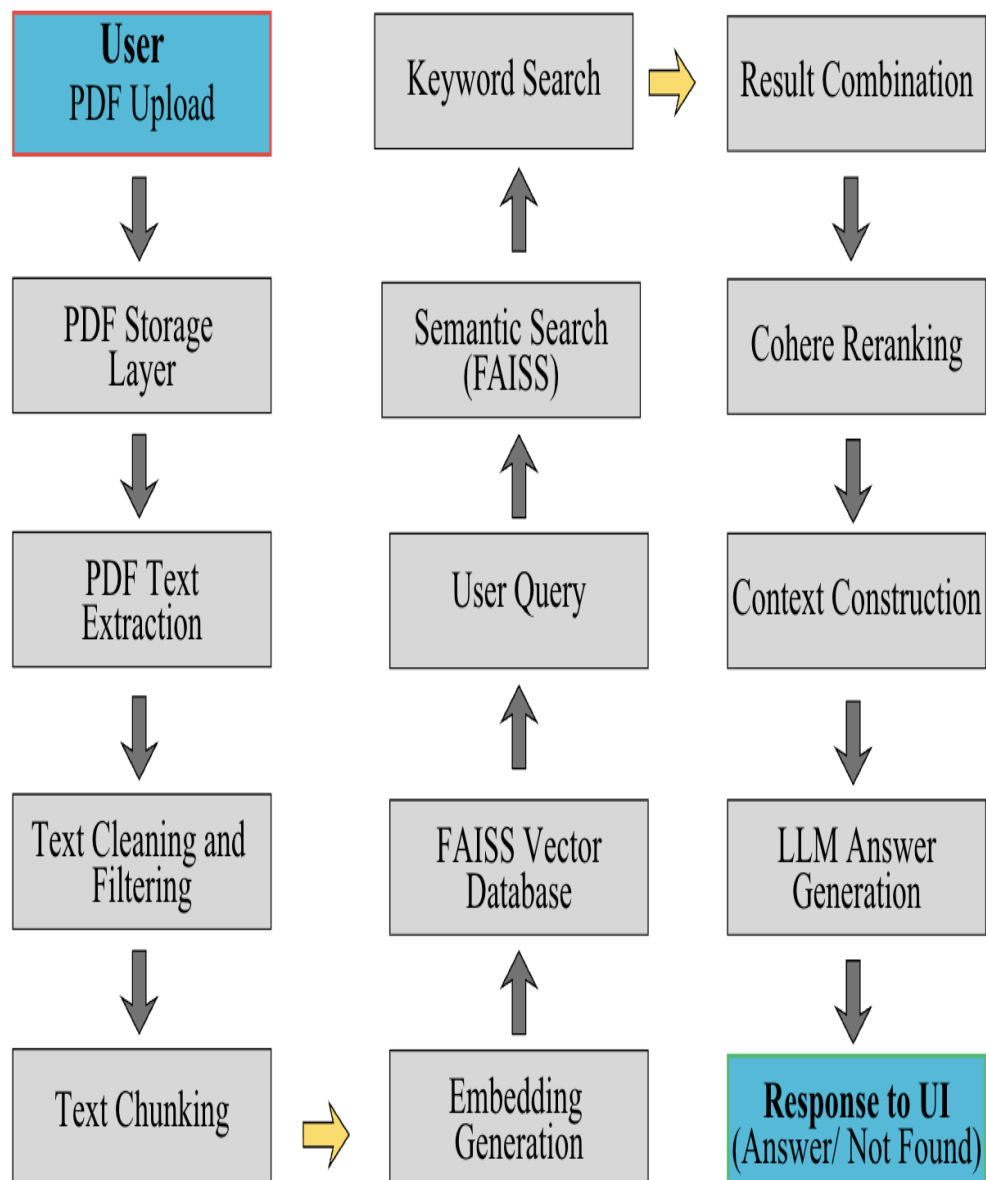 User
PDF Upload
PDF Storage
Layer
PDF Text
Extraction
Text Cleaning and
Filtering
Text Chunking
Embedding
Generation
FAISS Vector
Database
User Query
Semantic Search
(FAISS)
Keyword Search
Result Combination
Cohere Reranking
Context Construction
LLM Answer
Generation
Response to UI
(Answer/ Not Found)